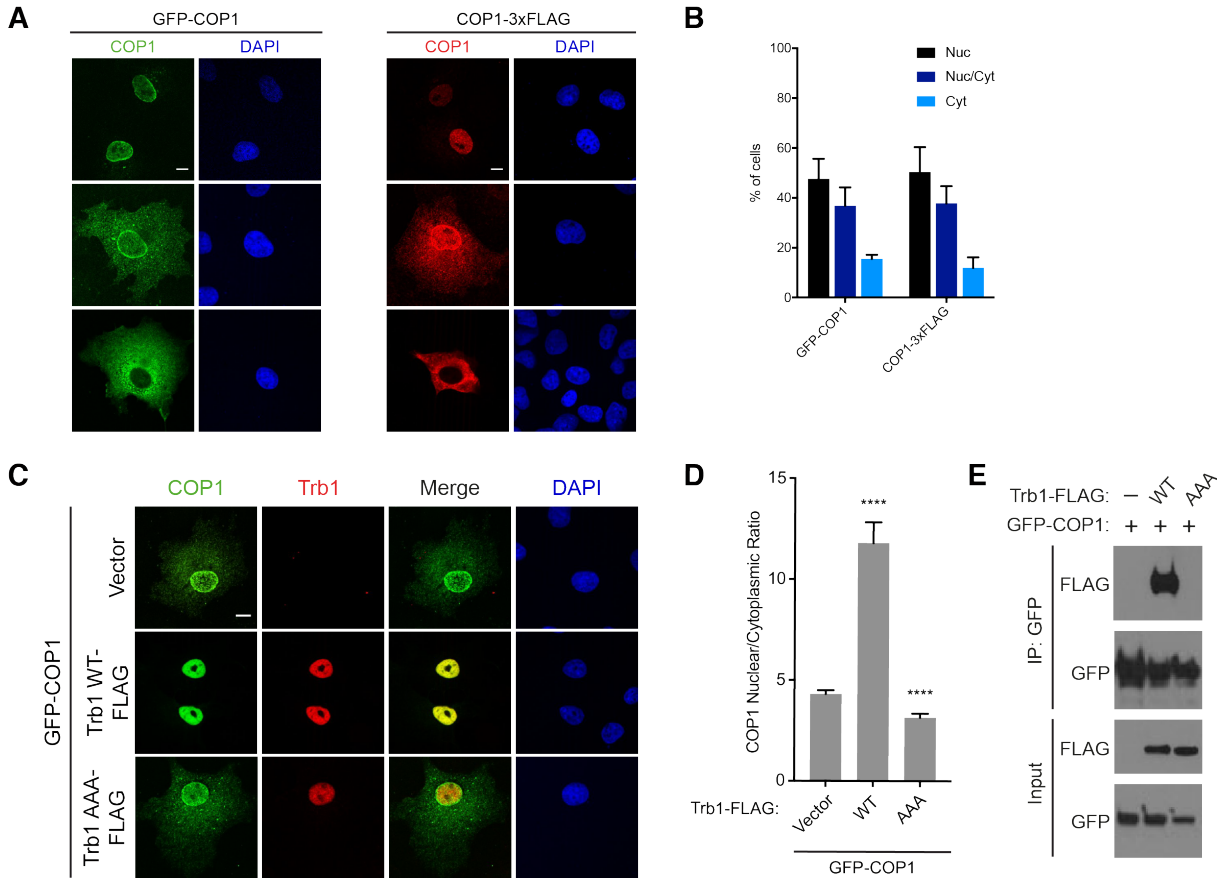 A
GFP-COP1
COP1-3xFLAG
COP1
DAPI
COP1
DAPI
B
100
80
60
40
20
0
% of cells
Nuc
Nuc/Cyt
Cyt
GFP-COP1
COP1-3xFLAG
C
COP1
Trb1
Merge
DAPI
GFP-COP1
Vector
Trb1 WT-
FLAG
Trb1 AAA-
FLAG
D
15
10
5
0
COP1 Nuclear/Cytoplasmic Ratio
****
****
Trb1-FLAG:
Vector
WT
AAA
GFP-COP1
E
Trb1-FLAG: – WT AAA
GFP-COP1: + + +
IP: GFP
FLAG
GFP
Input
FLAG
GFP